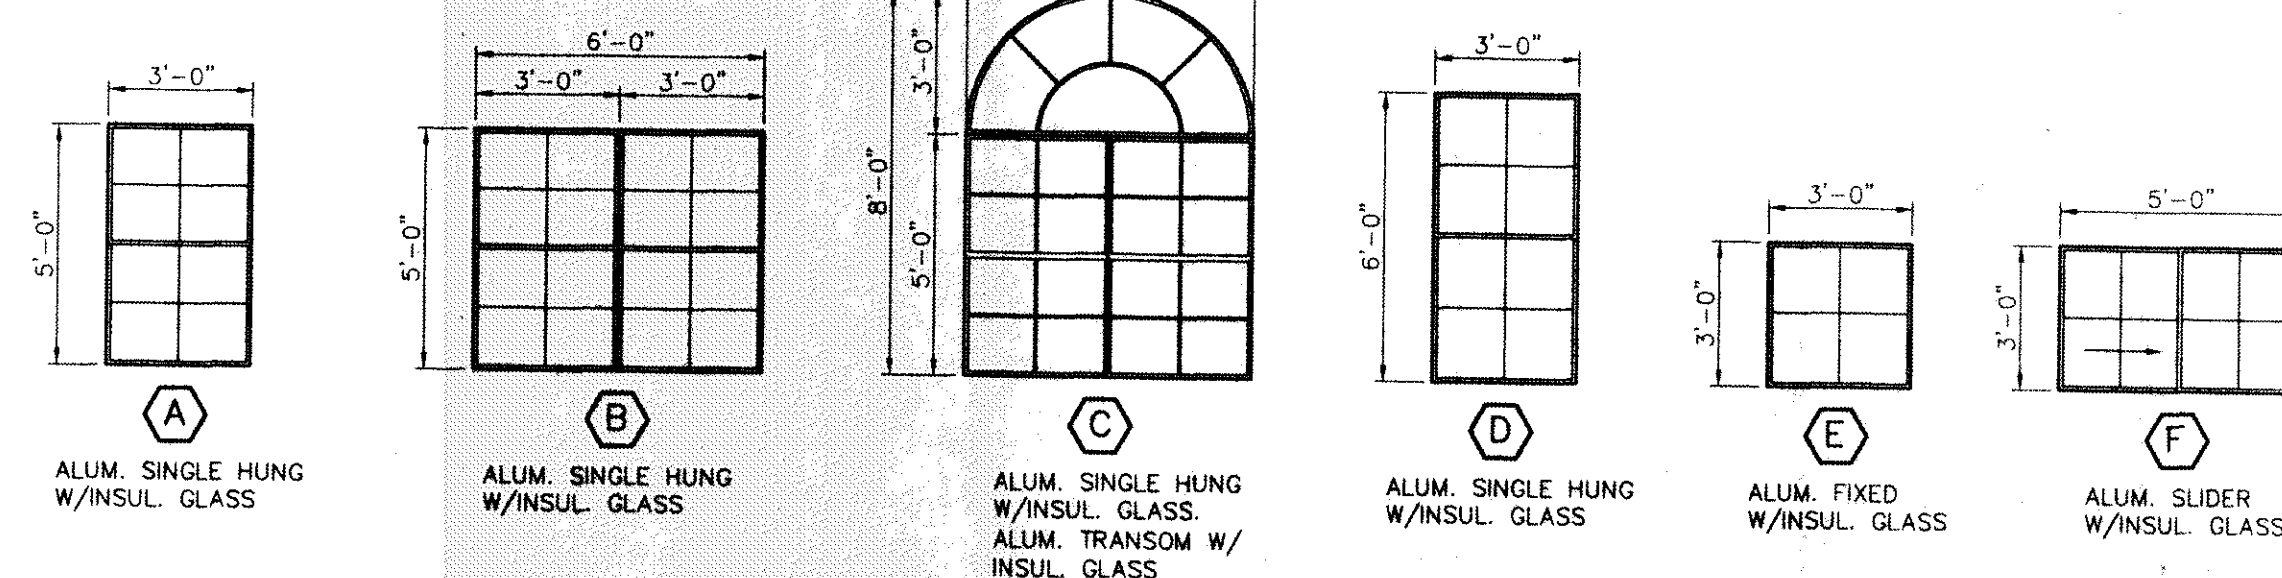 3'-0"
5'-0"
A
ALUM. SINGLE HUNG
W/INSUL. GLASS
6'-0"
3'-0" 3'-0"
5'-0"
B
ALUM. SINGLE HUNG
W/INSUL. GLASS
3'-0"
8'-0"
5'-0"
C
ALUM. SINGLE HUNG
W/INSUL. GLASS.
ALUM. TRANSOM W/
INSUL. GLASS
3'-0"
6'-0"
D
ALUM. SINGLE HUNG
W/INSUL. GLASS
3'-0"
3'-0"
E
ALUM. FIXED
W/INSUL. GLASS
5'-0"
3'-0"
F
ALUM. SLIDER
W/INSUL. GLASS